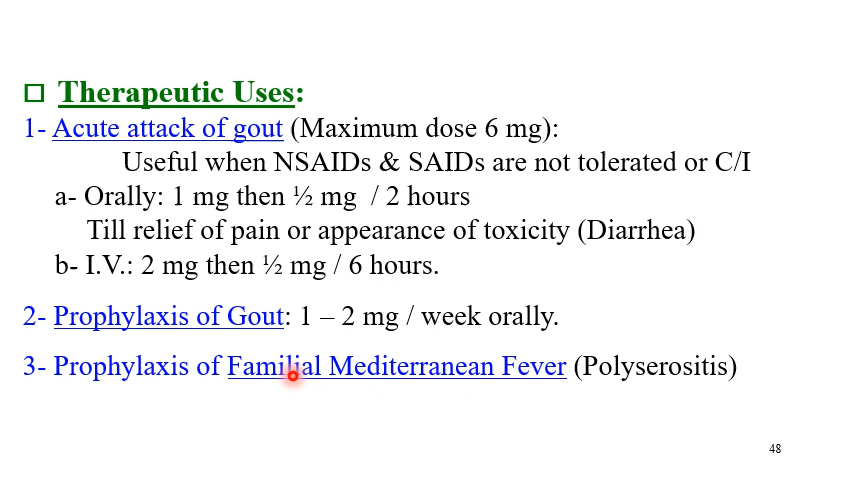 Therapeutic Uses:
1- Acute attack of gout (Maximum dose 6 mg):
Useful when NSAIDs & SAIDs are not tolerated or C/I
a- Orally: 1 mg then ½ mg / 2 hours
Till relief of pain or appearance of toxicity (Diarrhea)
b- I.V.: 2 mg then ½ mg / 6 hours.
2- Prophylaxis of Gout: 1 – 2 mg / week orally.
3- Prophylaxis of Familial Mediterranean Fever (Polyserositis)
48